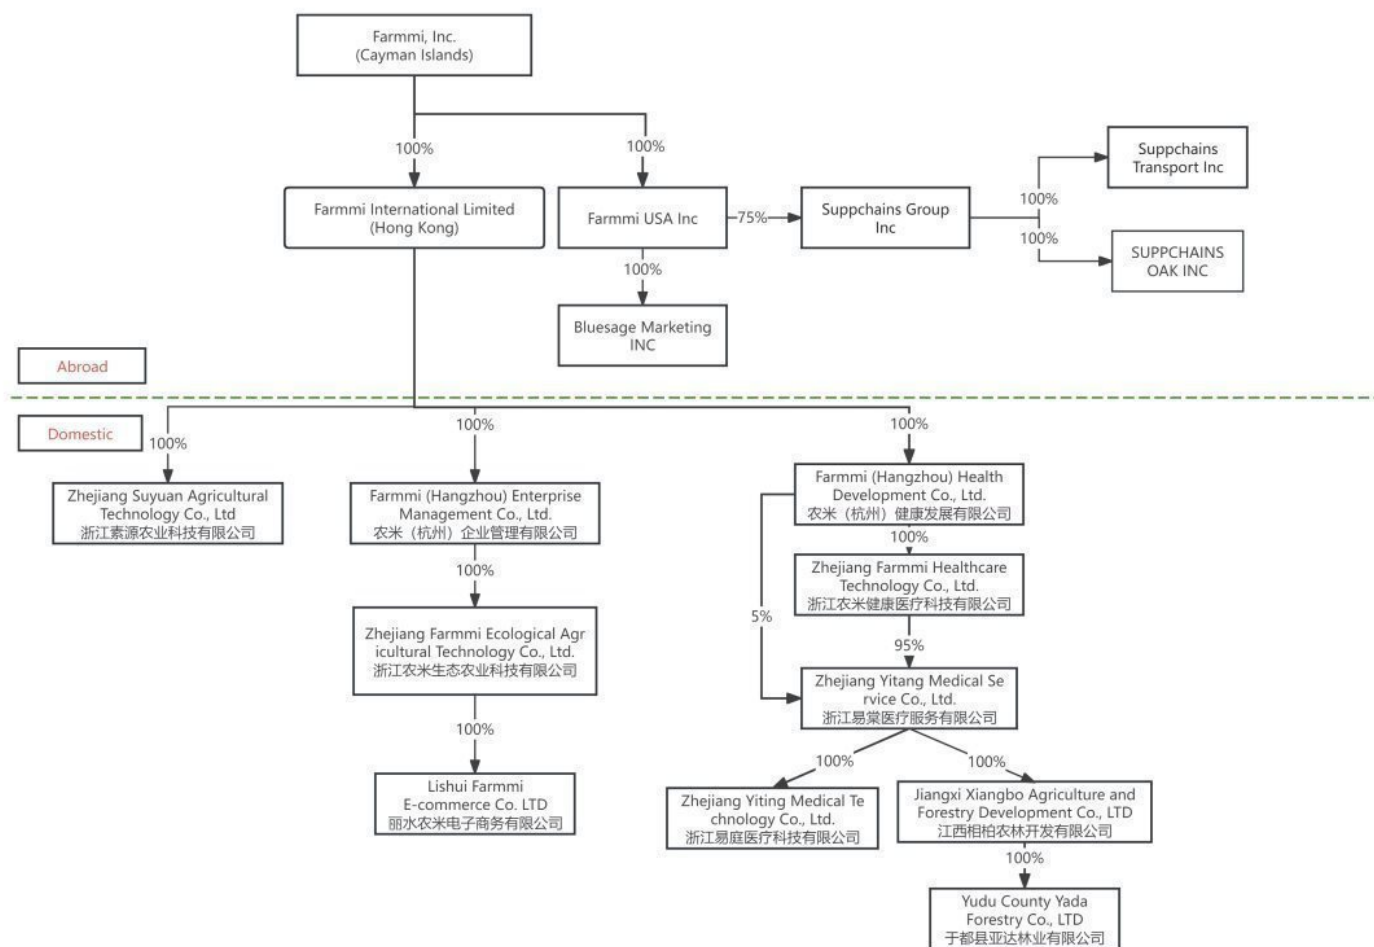 Farmmi, Inc.
(Cayman Islands)
100%
100%
Farmmi International Limited
(Hong Kong)
Farmmi USA Inc
75%
Suppchains Group
Inc
100%
100%
Suppchains
Transport Inc
SUPPCHAINS
OAK INC
100%
Bluesage Marketing
INC
Abroad
Domestic
100%
100%
100%
Zhejiang Suyuan Agricultural
Technology Co., Ltd
浙江素源农业科技有限公司
Farmmi (Hangzhou) Enterprise
Management Co., Ltd.
农米（杭州）企业管理有限公司
Farmmi (Hangzhou) Health
Development Co., Ltd.
农米（杭州）健康发展有限公司
100%
100%
Zhejiang Farmmi Ecological Agr
icultural Technology Co., Ltd.
浙江农米生态农业科技有限公司
Zhejiang Farmmi Healthcare
Technology Co., Ltd.
浙江农米健康医疗科技有限公司
5%
95%
Zhejiang Yitang Medical Se
rvice Co., Ltd.
浙江易棠医疗服务有限公司
100%
100%
100%
Lishui Farmmi
E-commerce Co. LTD
丽水农米电子商务有限公司
Zhejiang Yiting Medical Te
chnology Co., Ltd.
浙江易庭医疗科技有限公司
Jiangxi Xiangbo Agriculture and
Forestry Development Co., LTD
江西相柏农林开发有限公司
100%
Yudu County Yada
Forestry Co., LTD
于都县亚达林业有限公司